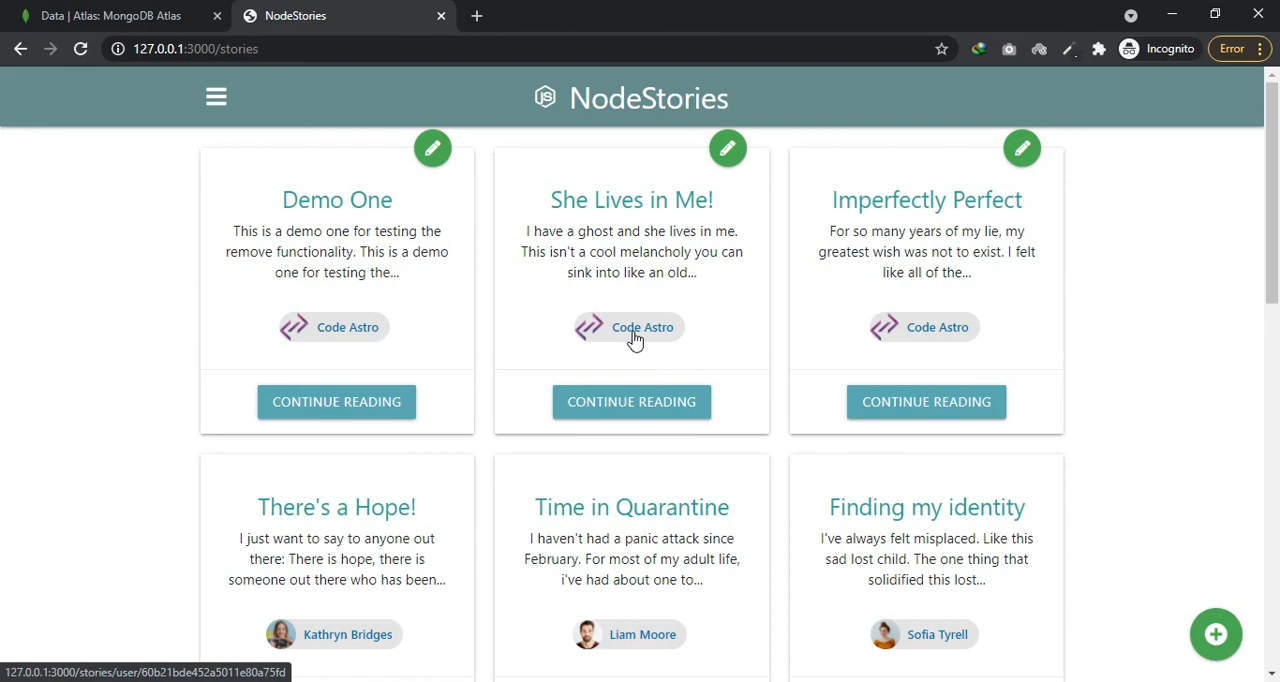 Data | Atlas: MongoDB Atlas
NodeStories
127.0.0.1:3000/stories
Incognito
Error
JS NodeStories
Demo One
This is a demo one for testing the
remove functionality. This is a demo
one for testing the...
Code Astro
CONTINUE READING
She Lives in Me!
I have a ghost and she lives in me.
This isn't a cool melancholy you can
sink into like an old...
Code Astro
CONTINUE READING
Imperfectly Perfect
For so many years of my lie, my
greatest wish was not to exist. I felt
like all of the...
Code Astro
CONTINUE READING
There's a Hope!
I just want to say to anyone out
there: There is hope, there is
someone out there who has been...
Kathryn Bridges
Time in Quarantine
I haven't had a panic attack since
February. For most of my adult life,
i've had about one to...
Liam Moore
Finding my identity
I've always felt misplaced. Like this
sad lost child. The one thing that
solidified this lost...
Sofia Tyrell
127.0.0.1:3000/stories/user/60b21bde452a5011e80a75fd